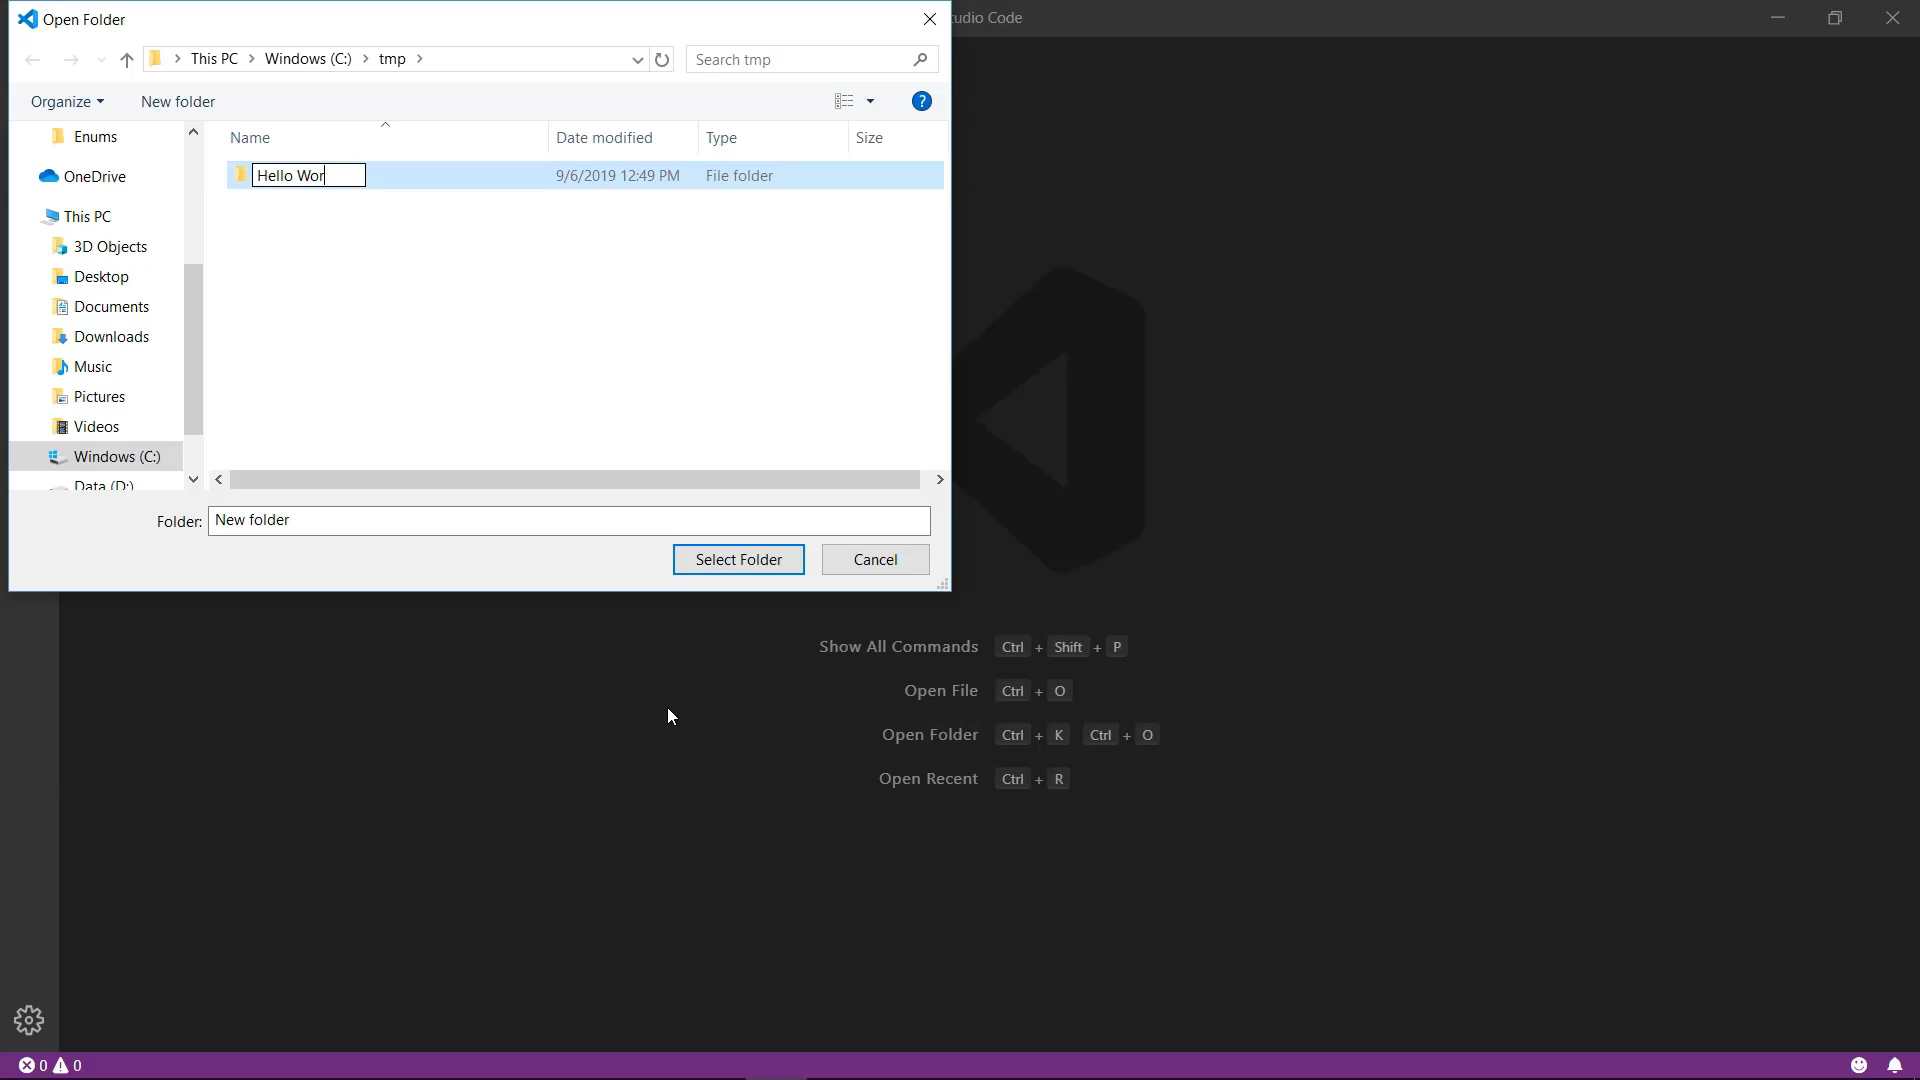 Open Folder
udio Code
This PC > Windows (C:) > tmp >
Search tmp
Organize
New folder
?
Name
Date modified
Type
Size
Hello Wor
9/6/2019 12:49 PM
File folder
Enums
OneDrive
This PC
3D Objects
Desktop
Documents
Downloads
Music
Pictures
Videos
Windows (C:)
Data (D:)
Folder: New folder
Select Folder
Cancel
Show All Commands Ctrl + Shift + P
Open File Ctrl + O
Open Folder Ctrl + K Ctrl + O
Open Recent Ctrl + R
0 0